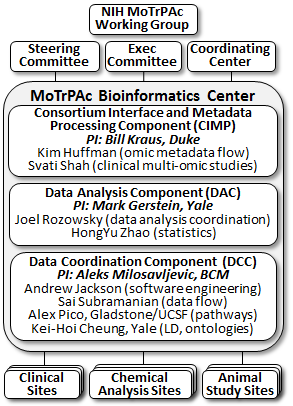 NIH MoTrPAc
Working Group
Steering
Committee
Exec
Committee
Coordinating
Center
MoTrPAc Bioinformatics Center
Consortium Interface and Metadata
Processing Component (CIMP)
PI: Bill Kraus, Duke
Kim Huffman (omic metadata flow)
Svati Shah (clinical multi-omic studies)
Data Analysis Component (DAC)
PI: Mark Gerstein, Yale
Joel Rozowsky (data analysis coordination)
HongYu Zhao (statistics)
Data Coordination Component (DCC)
PI: Aleks Milosavljevic, BCM
Andrew Jackson (software engineering)
Sai Subramanian (data flow)
Alex Pico, Gladstone/UCSF (pathways)
Kei-Hoi Cheung, Yale (LD, ontologies)
Clinical
Sites
Chemical
Analysis Sites
Animal
Study Sites